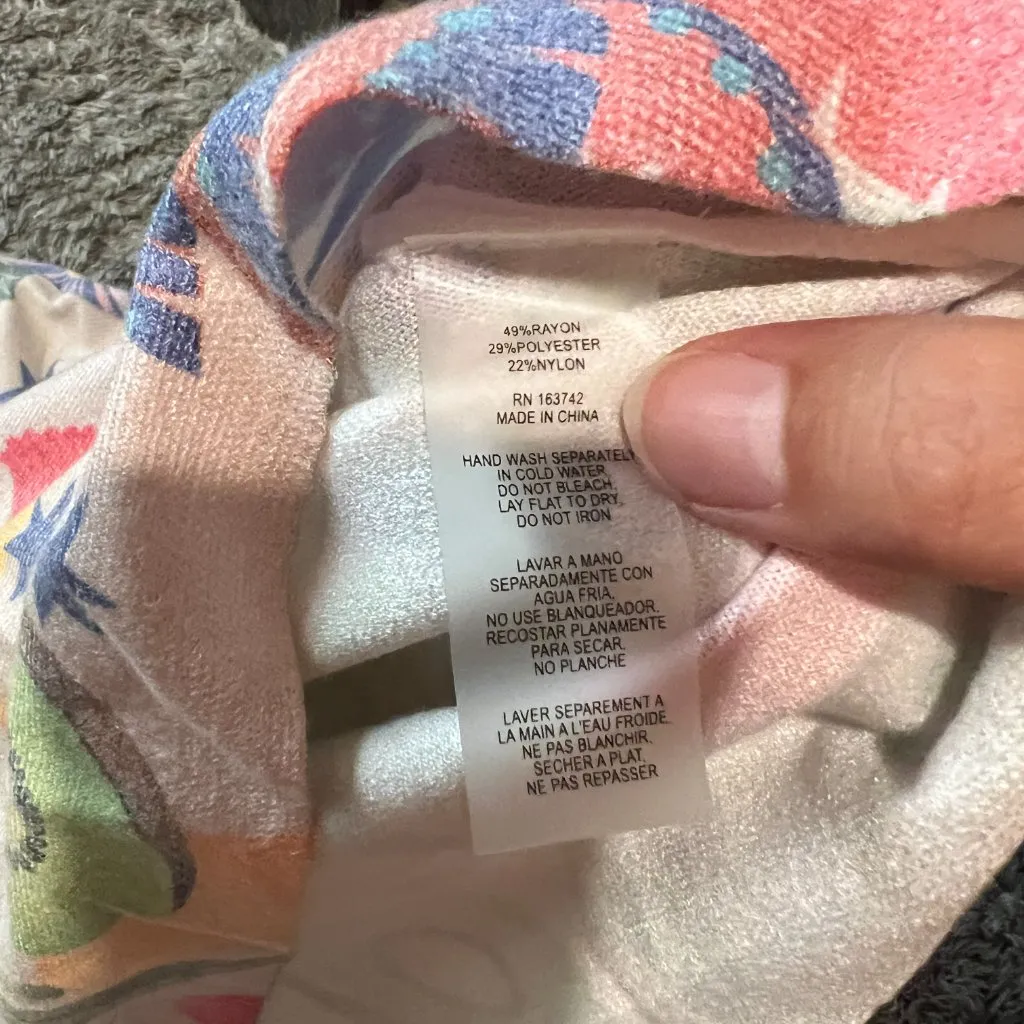 49%RAYON
29%POLYESTER
22%NYLON
RN 163742
MADE IN CHINA
HAND WASH SEPARATELY
IN COLD WATER.
DO NOT BLEACH.
LAY FLAT TO DRY.
DO NOT IRON
LAVAR A MANO
SEPARADAMENTE CON
AGUA FRIA.
NO USE BLANQUEADOR.
RECOSTAR PLANAMENTE
PARA SECAR.
NO PLANCHE
LAVER SEPAREMENT A
LA MAIN A L'EAU FROIDE.
NE PAS BLANCHIR.
SECHER A PLAT.
NE PAS REPASSER